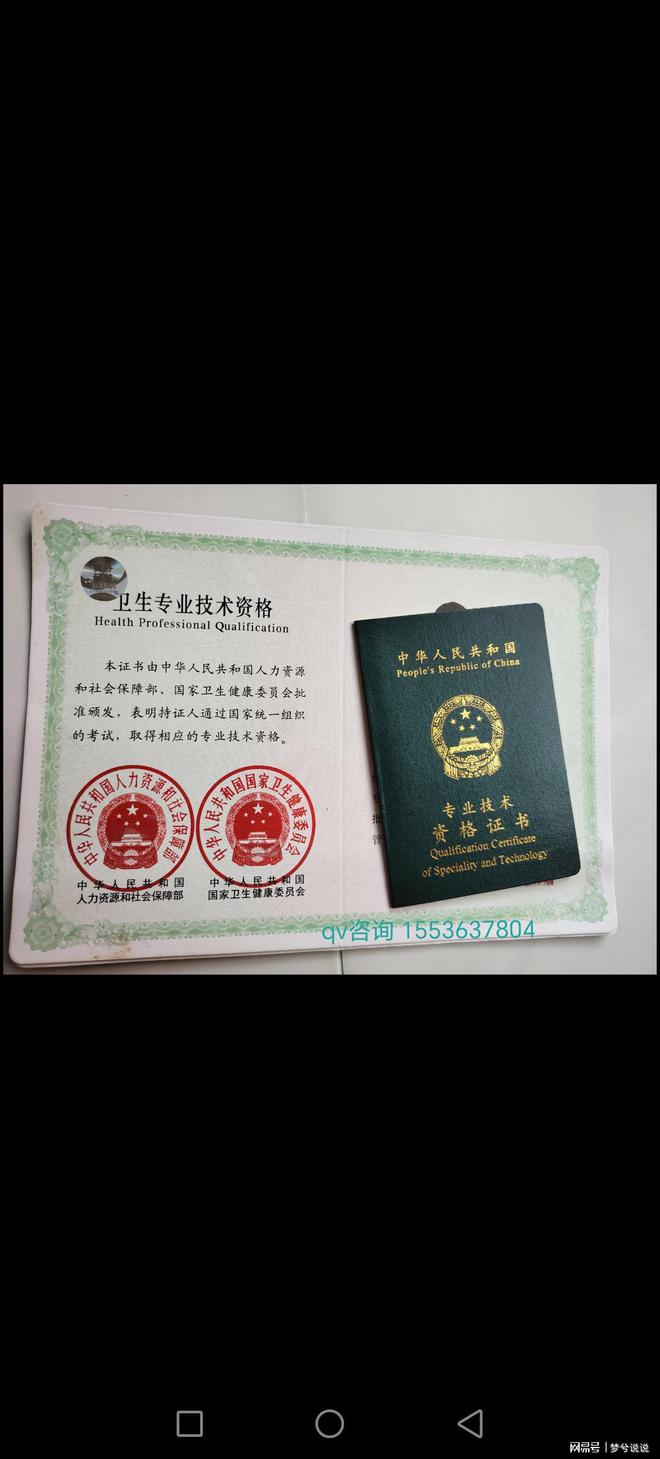 卫生专业技术资格
Health Professional Qualification
本证书由中华人民共和国人力资源
和社会保障部、国家卫生健康委员会批
准颁发，表明持证人通过国家统一组织
的考试，取得相应的专业技术资格。
中华人民共和国人力资源和社会保障部
中华人民共和国国家卫生健康委员会
中华人民共和国
人力资源和社会保障部
中华人民共和国
国家卫生健康委员会
批
管
中华人民共和国
People's Republic of China
专业技术
资格证书
Qualification Certificate
of Speciality and Technology
qv咨询 1553637804
网易号 | 梦兮说说